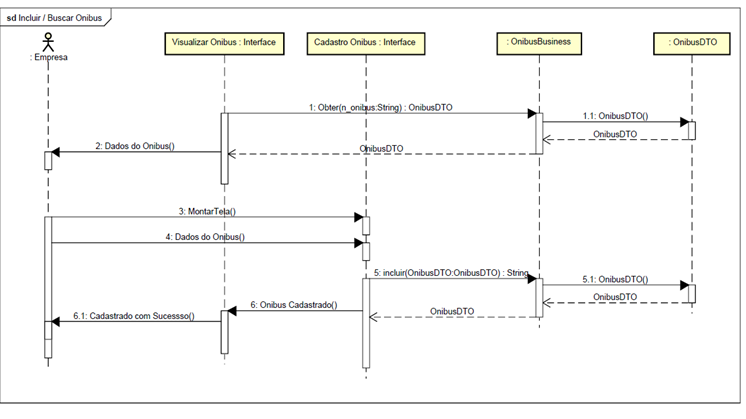 sd Incluir / Buscar Onibus
: Empresa
Visualizar Onibus : Interface
Cadastro Onibus : Interface
: OnibusBusiness
: OnibusDTO
1: Obter(n_onibus:String) : OnibusDTO
1.1: OnibusDTO()
OnibusDTO
2: Dados do Onibus()
OnibusDTO
3: MontarTela()
4: Dados do Onibus()
5: incluir(OnibusDTO:OnibusDTO) : String
5.1: OnibusDTO()
OnibusDTO
6: Onibus Cadastrado()
OnibusDTO
6.1: Cadastrado com Sucessso()